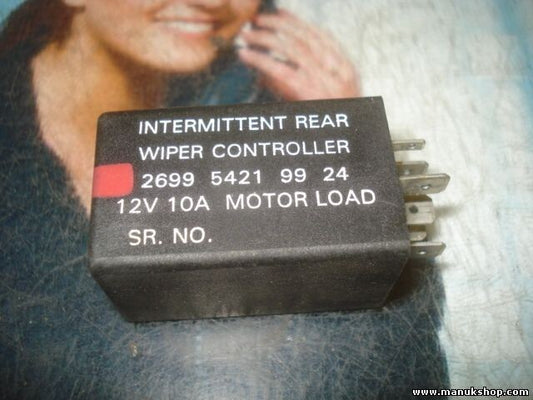 INTERMITTENT REAR
WIPER CONTROLLER
2699 5421 99 24
12V 10A MOTOR LOAD
SR. NO.
www.manukshop.com